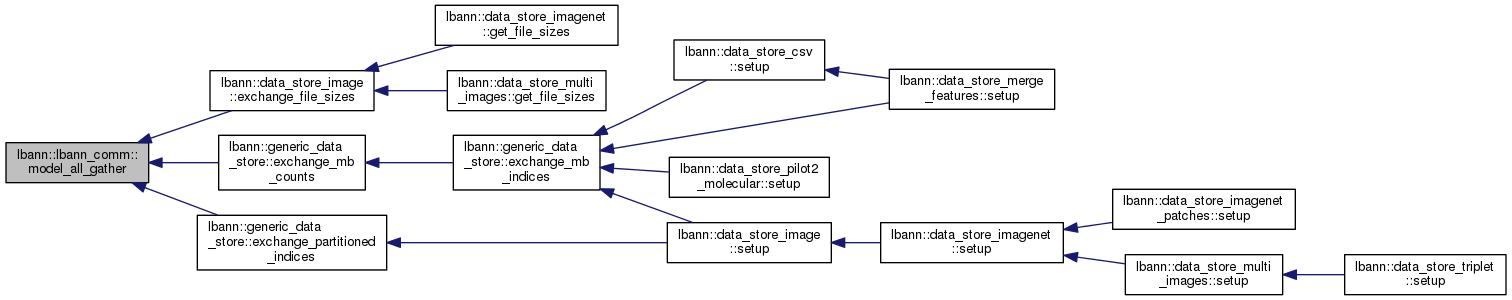 lbann::lbann_comm::
model_all_gather
lbann::data_store_image
::exchange_file_sizes
lbann::data_store_imagenet
::get_file_sizes
lbann::data_store_multi
_images::get_file_sizes
lbann::generic_data
_store::exchange_mb
_counts
lbann::generic_data
_store::exchange_mb
_indices
lbann::data_store_csv
::setup
lbann::data_store_merge
_features::setup
lbann::data_store_pilot2
_molecular::setup
lbann::data_store_image
::setup
lbann::data_store_imagenet
::setup
lbann::data_store_imagenet
_patches::setup
lbann::data_store_multi
_images::setup
lbann::data_store_triplet
::setup
lbann::generic_data
_store::exchange_partitioned
_indices